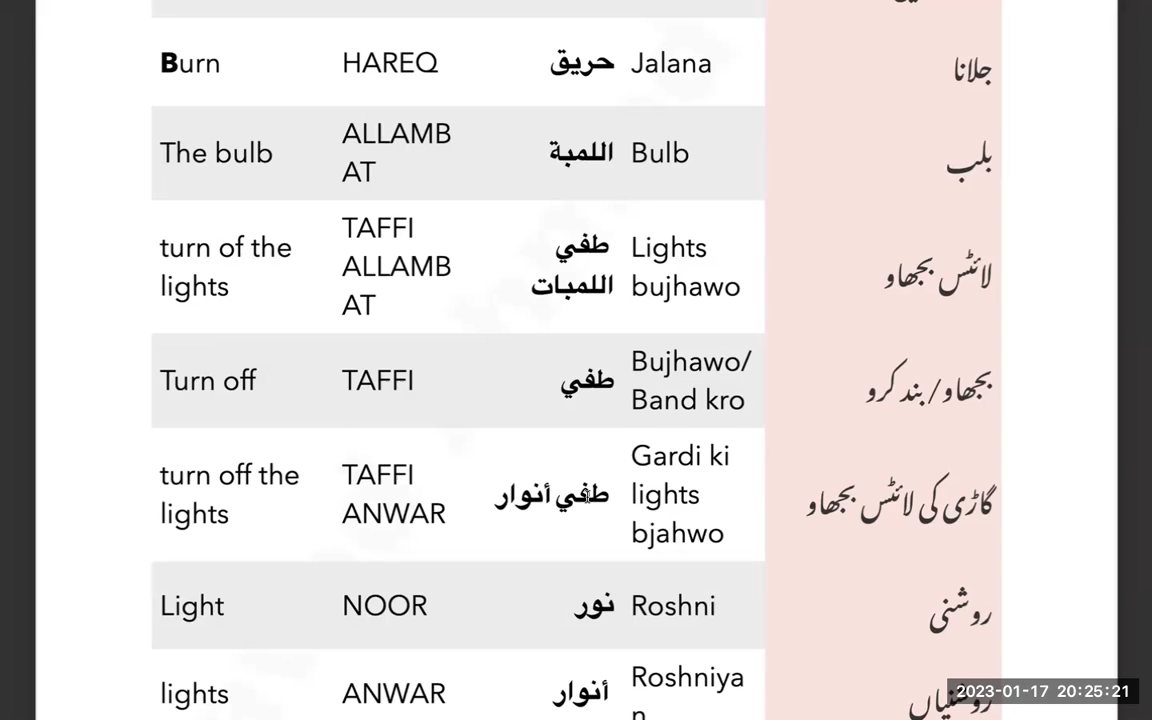 Burn HAREQ حريق Jalana جلانا
The bulb ALLAMB اللمبة Bulb بلب
AT
turn of the TAFFI طفي Lights لائٹس بجھاو
lights ALLAMB اللمبات bujhawo
AT
Turn off TAFFI طفي Bujhawo/ بجھاو/بند کرو
Band kro
turn off the TAFFI طفي أنوار Gardi ki گاڑی کی لائٹس بجھاو
lights ANWAR lights
bjahwo
Light NOOR نور Roshni روشنی
lights ANWAR أنوار Roshniya روشنیاں
n
2023-01-17 20:25:21